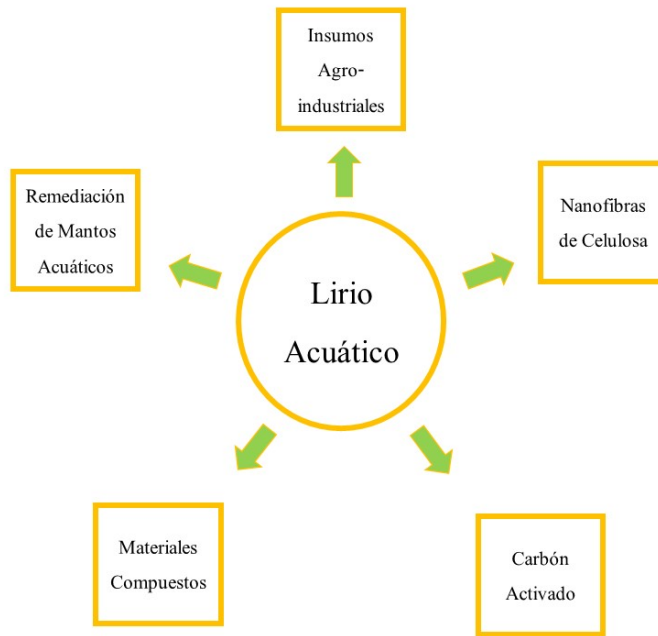 Insumos
Agro-
industriales
Remediación
de Mantos
Acuáticos
Nanofibras
de Celulosa
Lirio
Acuático
Materiales
Compuestos
Carbón
Activado